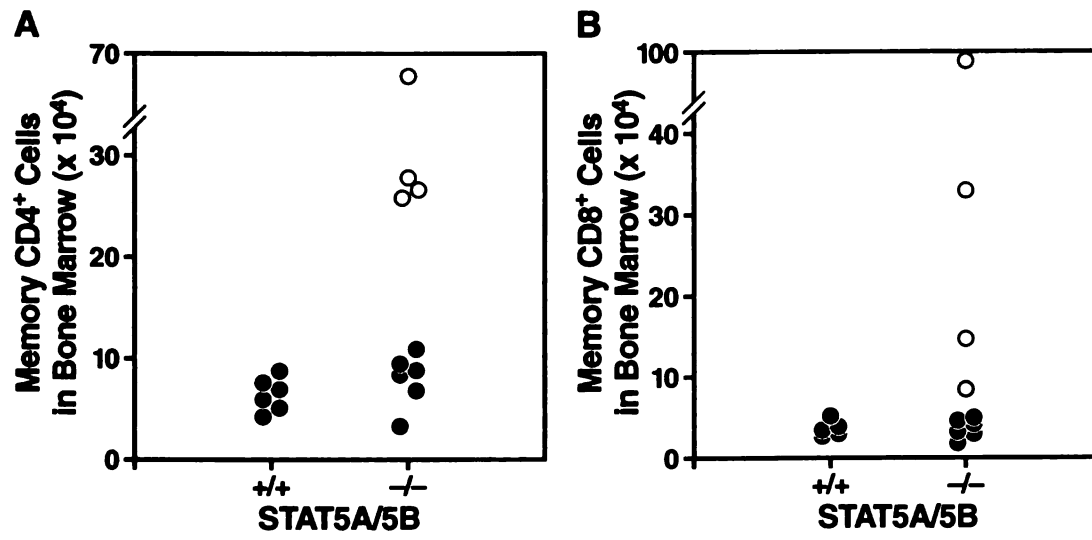 A
70
30
20
10
0
Memory CD4⁺ Cells
in Bone Marrow (x 10⁴)
+/+
–/–
STAT5A/5B
B
100
40
30
20
10
0
Memory CD8⁺ Cells
in Bone Marrow (x 10⁴)
+/+
–/–
STAT5A/5B